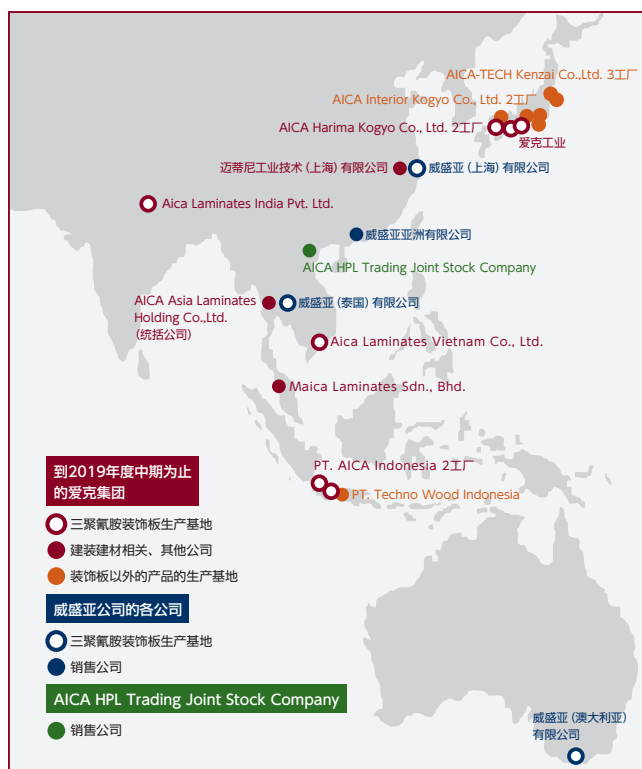 AICA-TECH Kenzai Co.,Ltd. 3工厂
AICA Interior Kogyo Co., Ltd. 2工厂
AICA Harima Kogyo Co., Ltd. 2工厂
爱克工业
迈蒂尼工业技术（上海）有限公司
威盛亚（上海）有限公司
Aica Laminates India Pvt. Ltd.
威盛亚亚洲有限公司
AICA HPL Trading Joint Stock Company
AICA Asia Laminates
Holding Co.,Ltd.
（统括公司）
威盛亚（泰国）有限公司
Aica Laminates Vietnam Co., Ltd.
Maica Laminates Sdn., Bhd.
PT. AICA Indonesia 2工厂
PT. Techno Wood Indonesia
到2019年度中期为止
的爱克集团
三聚氰胺装饰板生产基地
建装建材相关、其他公司
装饰板以外的产品的生产基地
威盛亚公司的各公司
三聚氰胺装饰板生产基地
销售公司
AICA HPL Trading Joint Stock Company
销售公司
威盛亚（澳大利亚）
有限公司